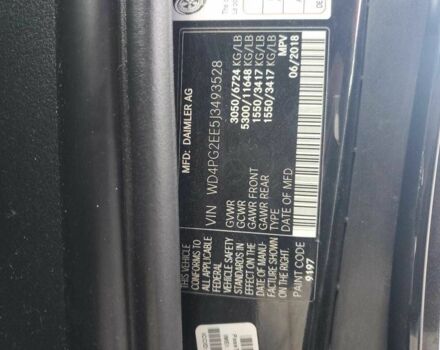 MFD: DAIMLER AG
VIN WD4PG2EE5J3493528
GVWR 3050/6724 KG/LB
GCWR 5300/11648 KG/LB
GAWR FRONT 1550/3417 KG/LB
GAWR REAR 1550/3417 KG/LB
TYPE MPV
DATE OF MFD 06/2018
THIS VEHICLE
CONFORMS TO
ALL APPLICABLE
FEDERAL
VEHICLE SAFETY
STANDARDS IN
EFFECT ON THE
DATE OF MANU-
FACTURE SHOWN
ON THE RIGHT.
PAINT CODE
9197